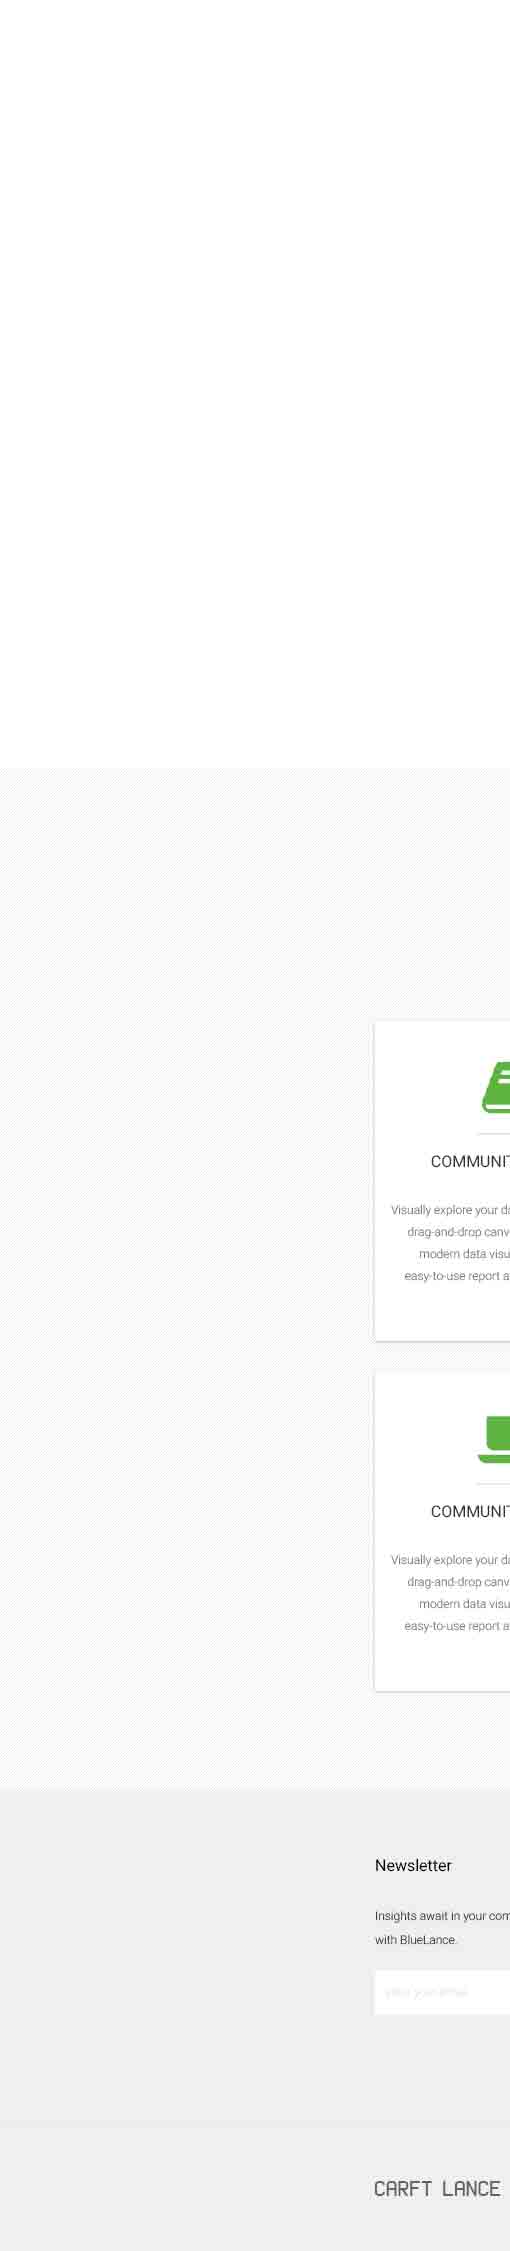 COMMUNIT
Visually explore your da
drag-and-drop canv
modern data visu
easy-to-use report a
COMMUNIT
Visually explore your da
drag-and-drop canv
modern data visu
easy-to-use report a
Newsletter
Insights await in your com
with BlueLance.
CARFT LANCE